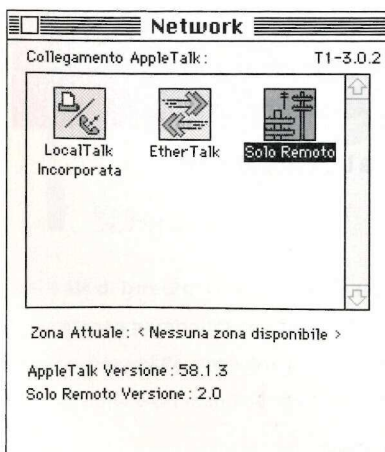 Network
Collegamento AppleTalk: T1-3.0.2
LocalTalk
Incorporata
EtherTalk
Solo Remoto
Zona Attuale: < Nessuna zona disponibile >
AppleTalk Versione: 58.1.3
Solo Remoto Versione: 2.0